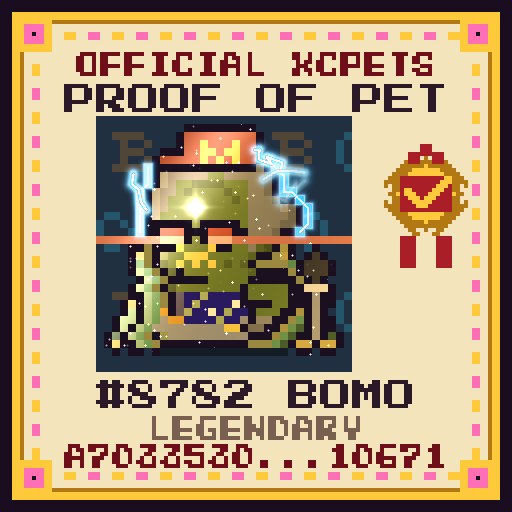 OFFICIAL XCPETS
PROOF OF PET
M
#8782 BOMO
LEGENDARY
A7033530...10671